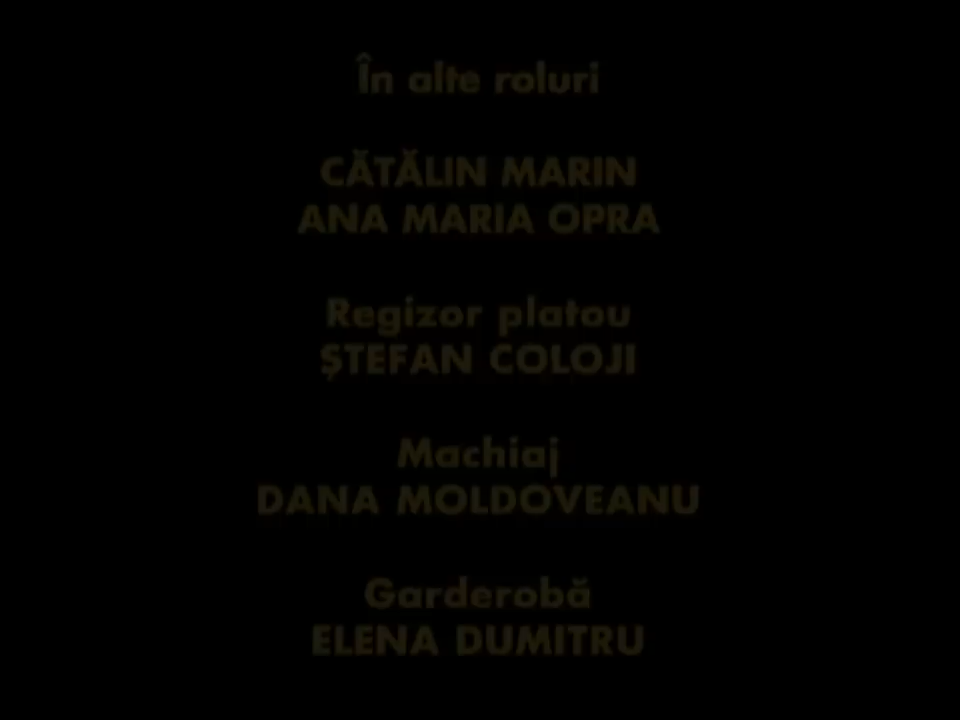 În alte roluri
CĂTĂLIN MARIN
ANA MARIA OPRA
Regizor platou
ȘTEFAN COLOJI
Machiaj
DANA MOLDOVEANU
Garderobă
ELENA DUMITRU